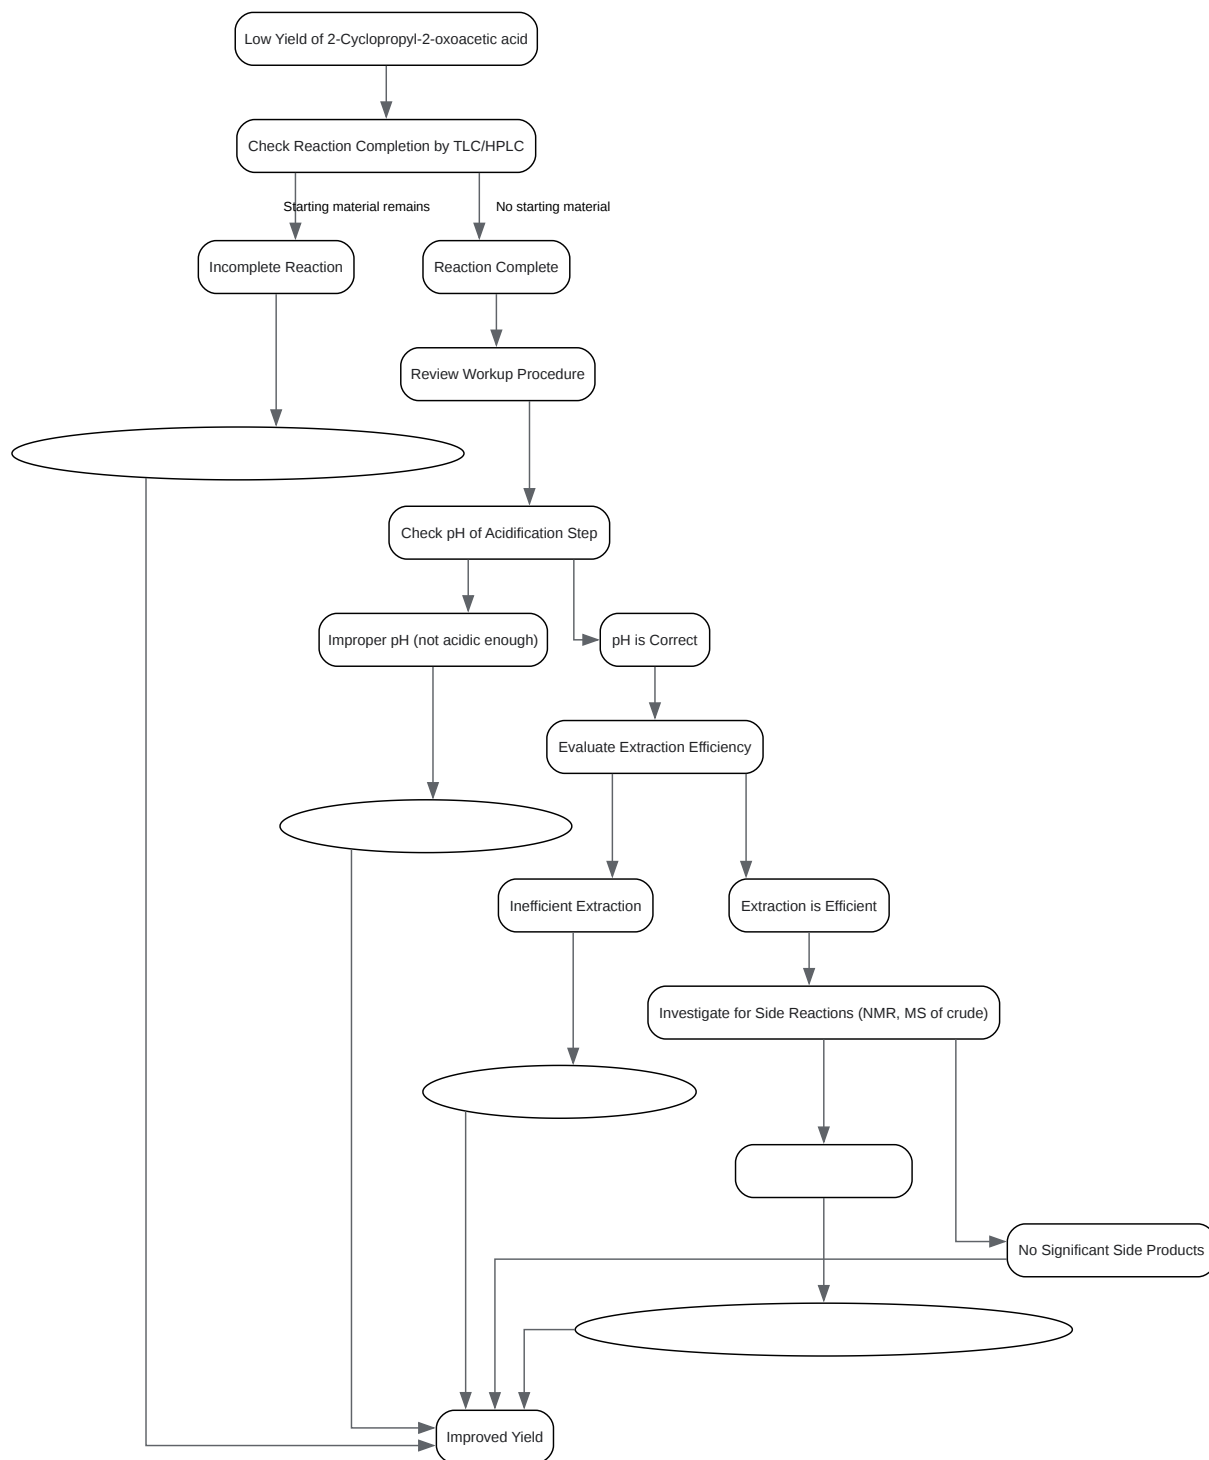 Low Yield of 2-Cyclopropyl-2-oxoacetic acid
Check Reaction Completion by TLC/HPLC
Starting material remains
No starting material
Incomplete Reaction
Reaction Complete
Review Workup Procedure
Check pH of Acidification Step
Improper pH (not acidic enough)
pH is Correct
Evaluate Extraction Efficiency
Inefficient Extraction
Extraction is Efficient
Investigate for Side Reactions (NMR, MS of crude)
No Significant Side Products
Improved Yield